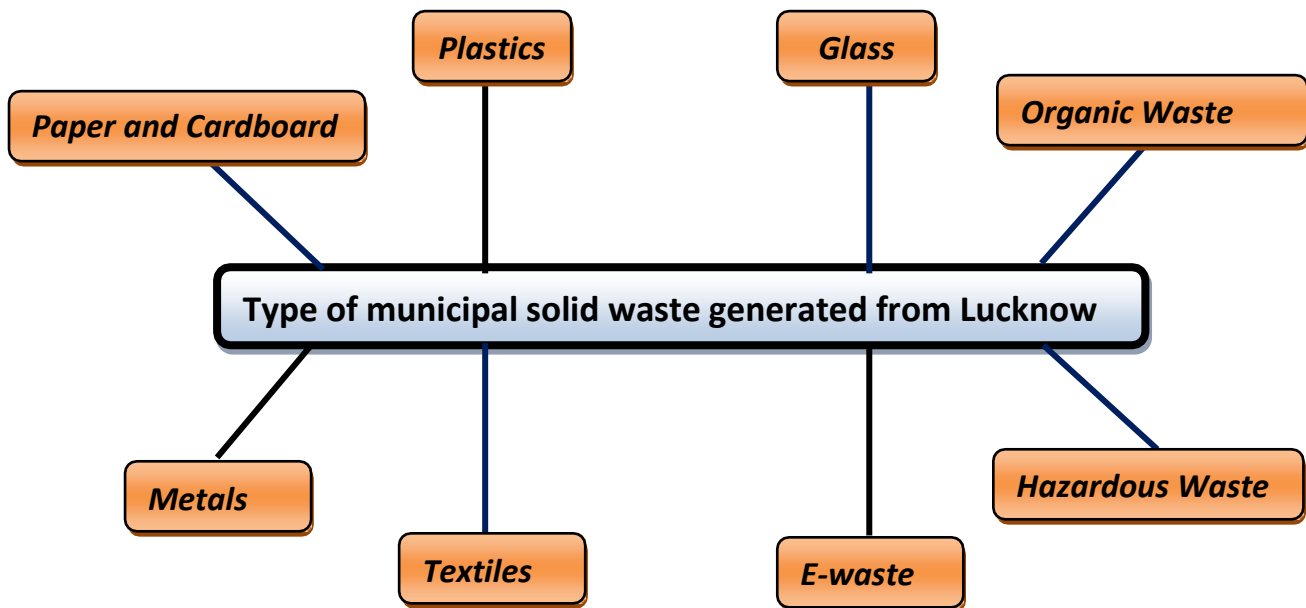 Plastics
Glass
Paper and Cardboard
Organic Waste
Type of municipal solid waste generated from Lucknow
Metals
Hazardous Waste
Textiles
E-waste